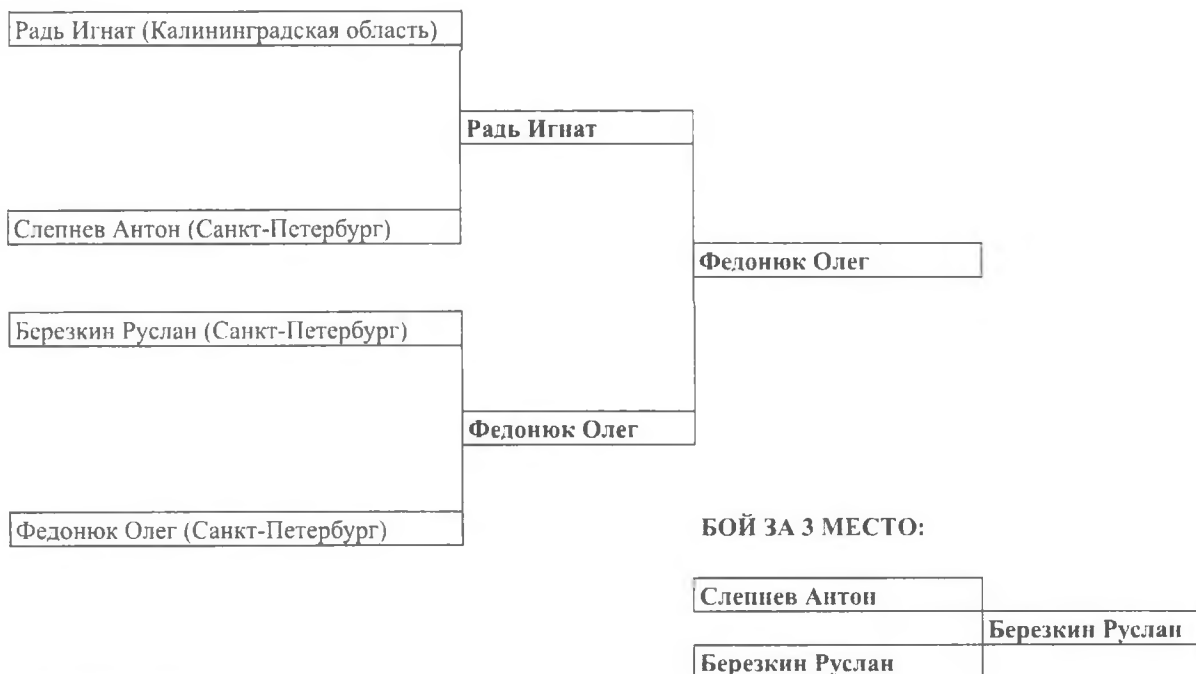 Радь Игнат (Калининградская область)
Радь Игнат
Слепнев Антон (Санкт-Петербург)
Федонюк Олег
Березкин Руслан (Санкт-Петербург)
Федонюк Олег
Федонюк Олег (Санкт-Петербург)
БОЙ ЗА 3 МЕСТО:
Слепнев Антон
Березкин Руслан
Березкин Руслан